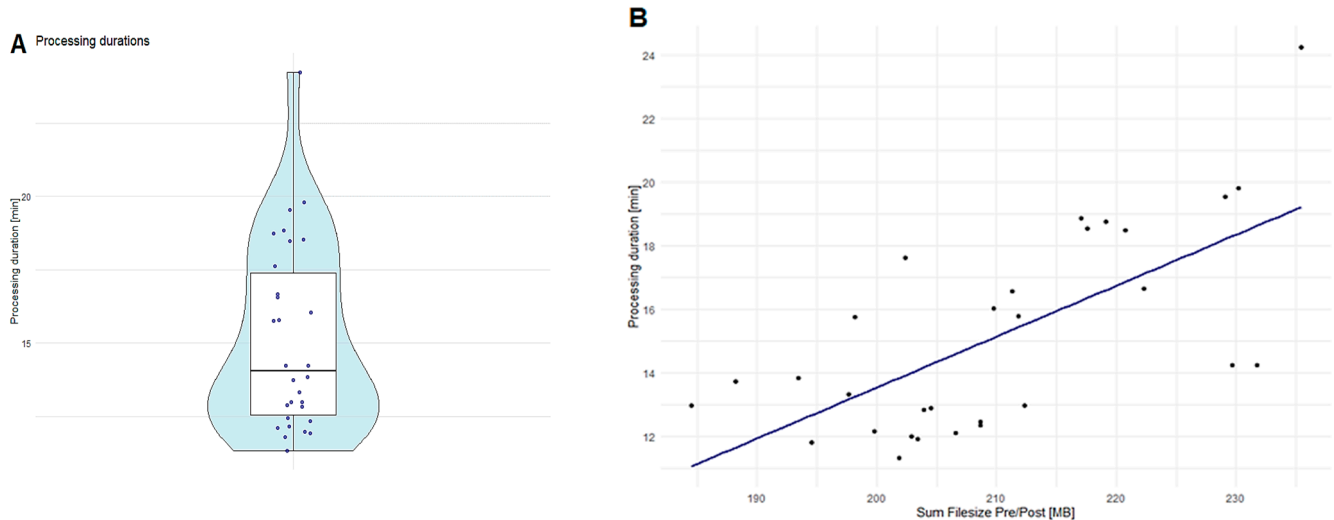 A Processing durations
Processing duration [min]
20
15
B
Processing duration [min]
24
22
20
18
16
14
12
190 200 210 220 230
Sum Filesize Pre/Post [MB]